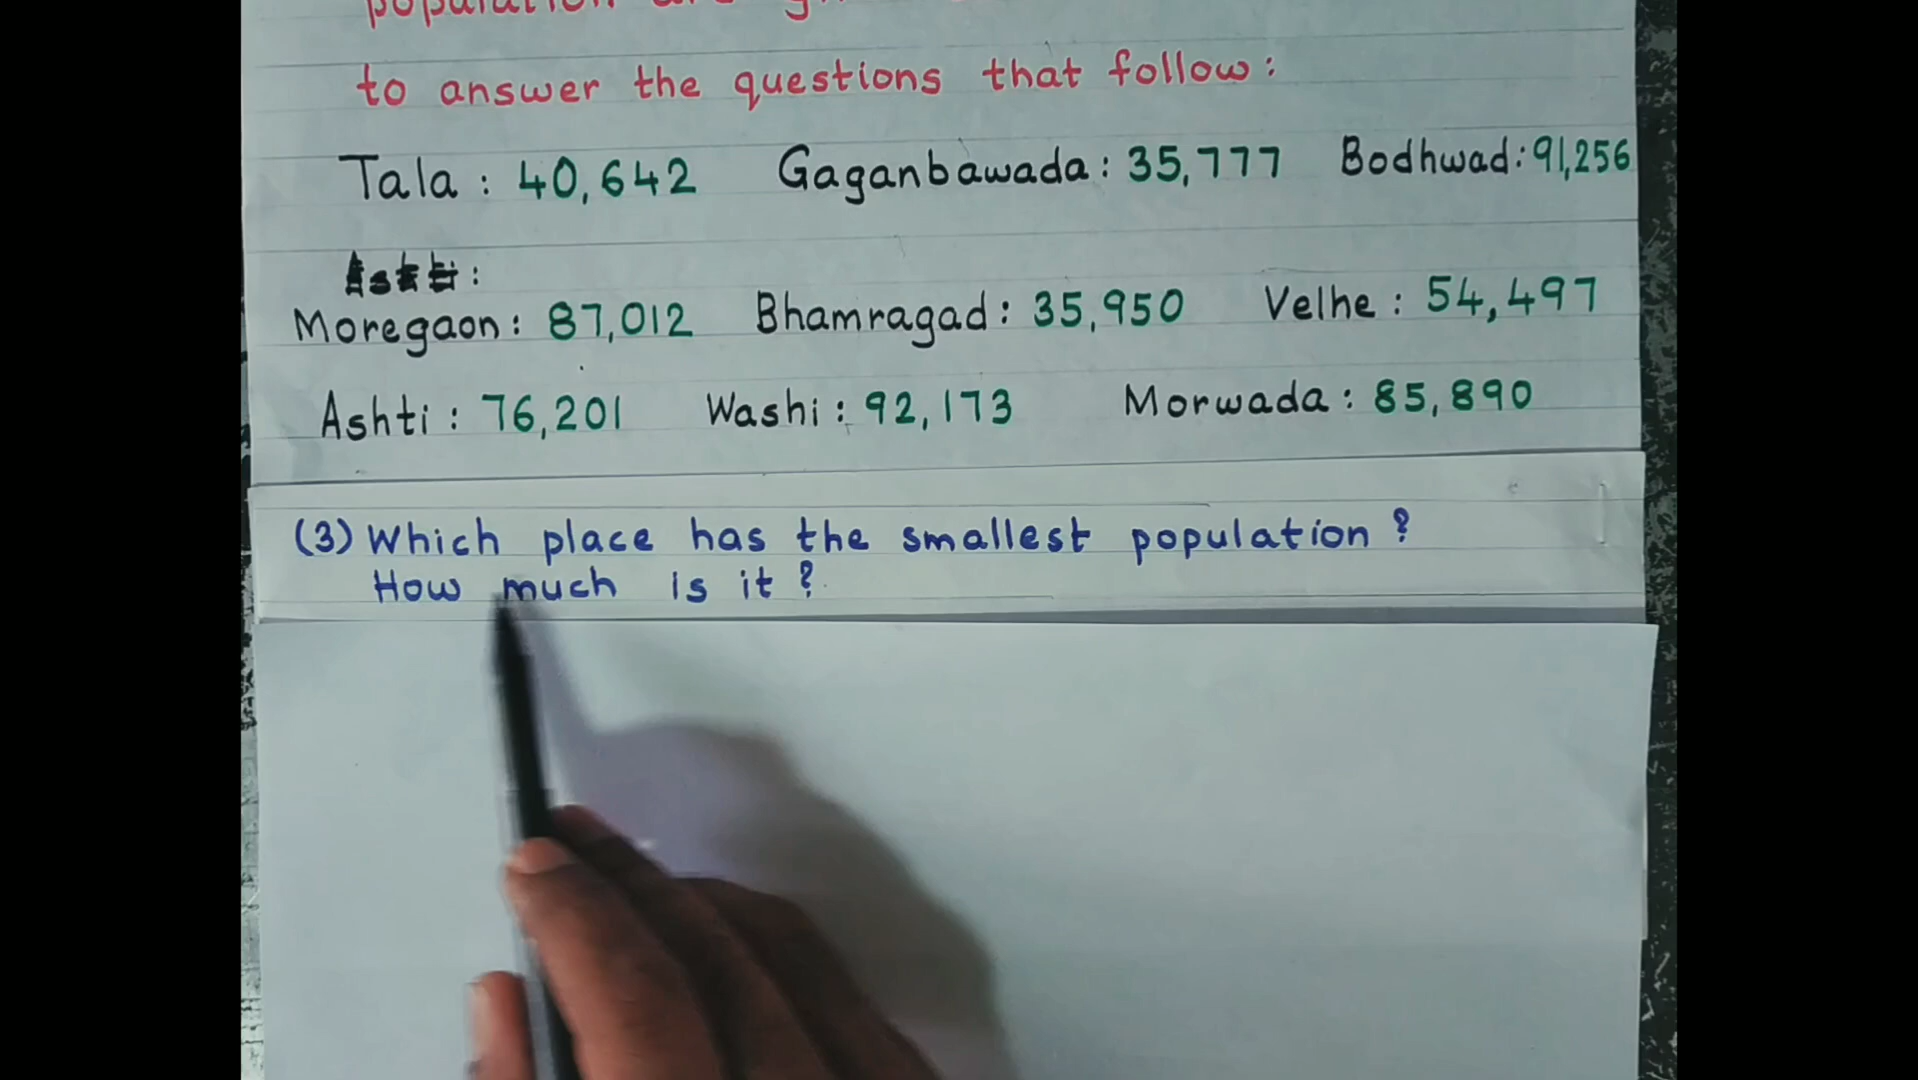 population are
to answer the questions that follow:
Tala: 40,642 Gaganbawada: 35,777 Bodhwad: 91,256
Moregaon: 87,012 Bhamragad: 35,950 Velhe: 54,497
Ashti: 76,201 Washi: 92,173 Morwada: 85,890
(3) Which place has the smallest population?
How much is it?